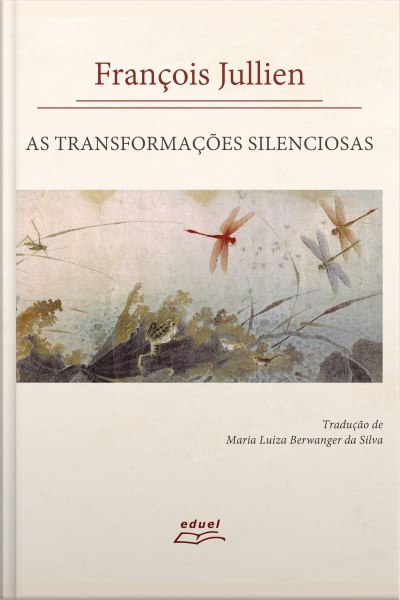 François Jullien
AS TRANSFORMAÇÕES SILENCIOSAS
Tradução de
Maria Luiza Berwanger da Silva
eduel